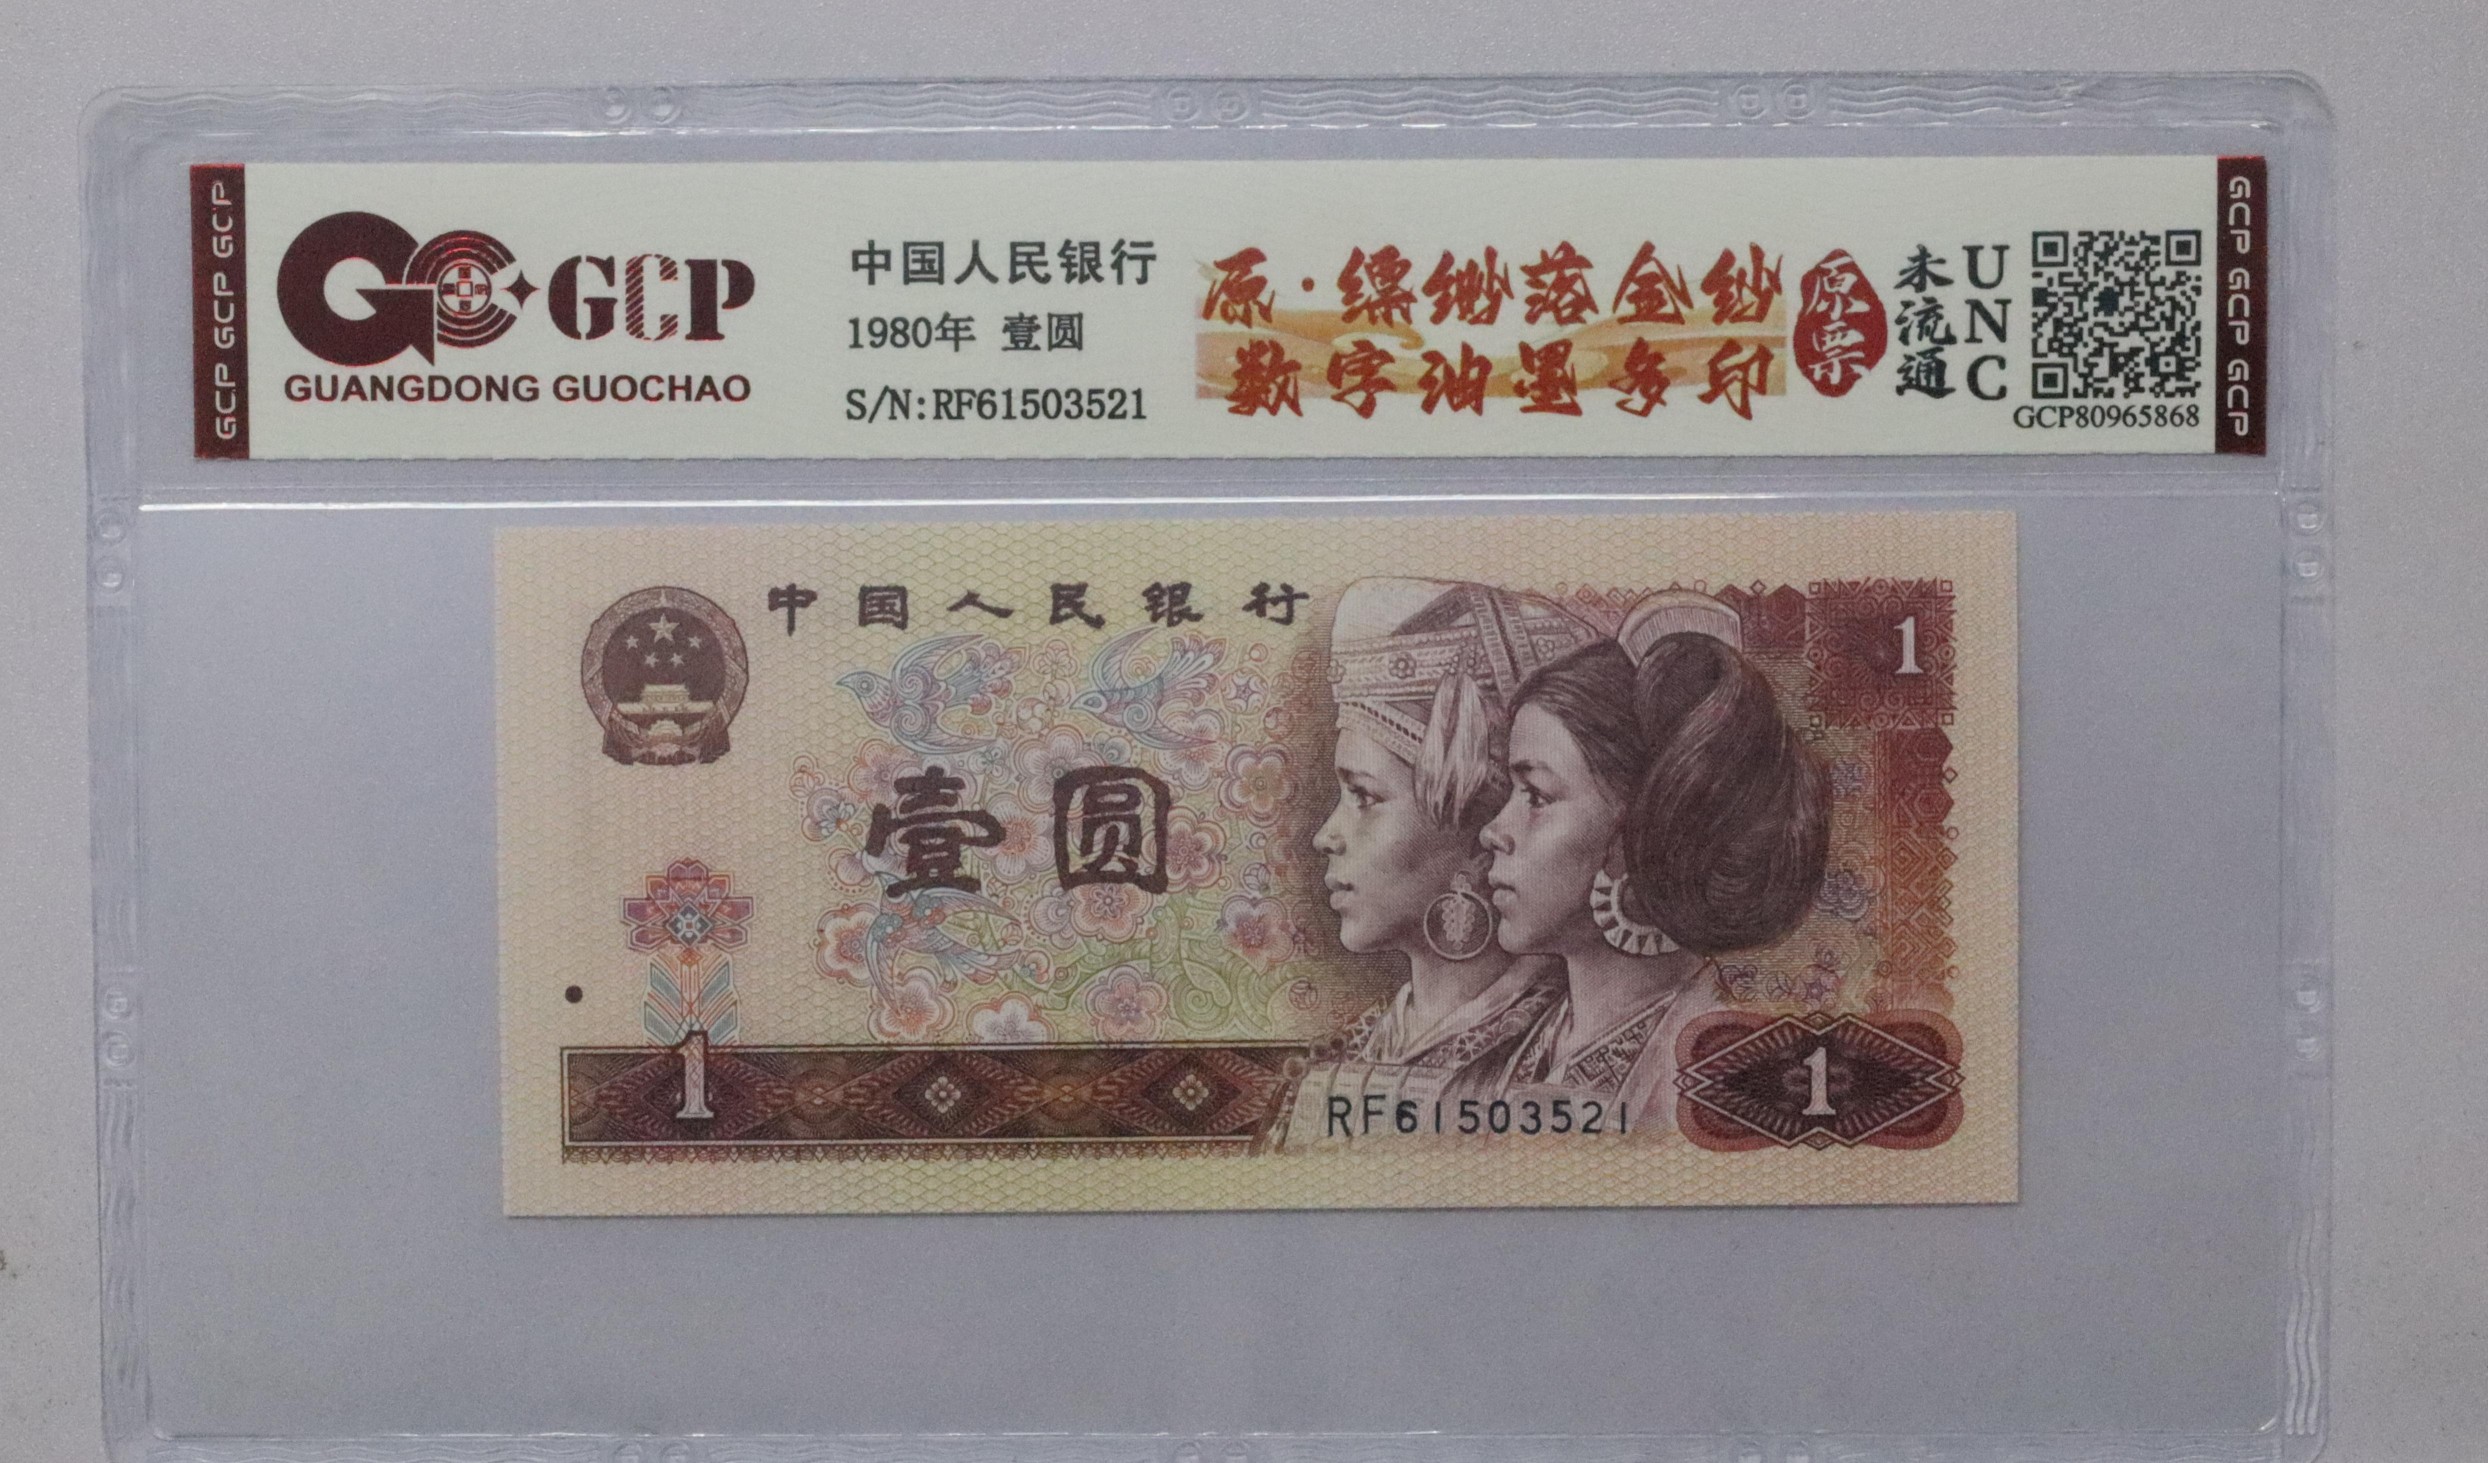 GCP GCP GCP
GCP
GUANGDONG GUOCHAO
中国人民银行
1980年 壹圆
S/N:RF61503521
原·缥缈落金纱
数字油墨多印
原票
未流通
UNC
GCP80965868
GCP GCP GCP
中国人民银行
1
壹圆
1
1
RF61503521